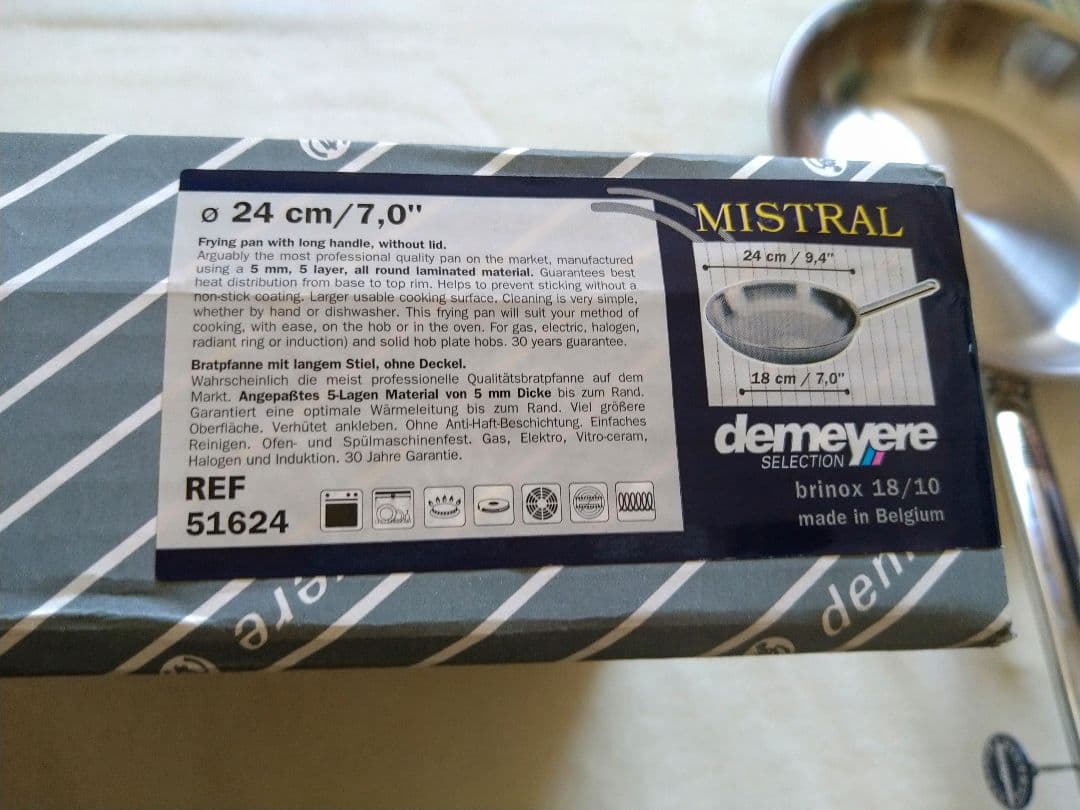 ø 24 cm/7,0"
Frying pan with long handle, without lid.
Arguably the most professional quality pan on the market, manufactured
using a 5 mm, 5 layer, all round laminated material. Guarantees best
heat distribution from base to top rim. Helps to prevent sticking without a
non-stick coating. Larger usable cooking surface. Cleaning is very simple,
whether by hand or dishwasher. This frying pan will suit your method of
cooking, with ease, on the hob or in the oven. For gas, electric, halogen,
radiant ring or induction) and solid hob plate hobs. 30 years guarantee.
Bratpfanne mit langem Stiel, ohne Deckel.
Wahrscheinlich die meist professionelle Qualitätsbratpfanne auf dem
Markt. Angepaßtes 5-Lagen Material von 5 mm Dicke bis zum Rand.
Garantiert eine optimale Wärmeleitung bis zum Rand. Viel größere
Oberfläche. Verhütet ankleben. Ohne Anti-Haft-Beschichtung. Einfaches
Reinigen. Ofen- und Spülmaschinenfest. Gas, Elektro, Vitro-ceram,
Halogen und Induktion. 30 Jahre Garantie.
REF
51624
MISTRAL
24 cm / 9,4"
18 cm / 7,0"
demeyere
SELECTION
brinox 18/10
made in Belgium
ere
dem